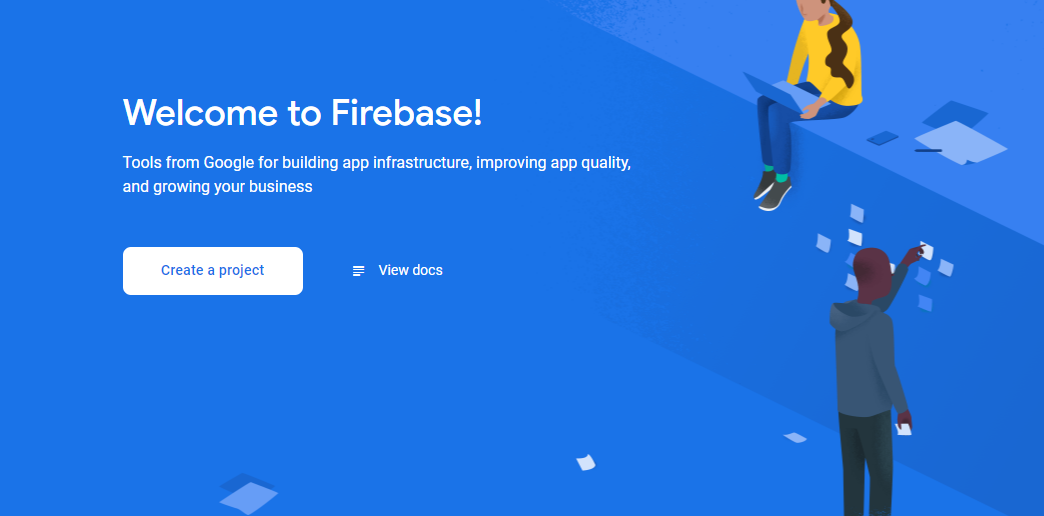 Welcome to Firebase!
Tools from Google for building app infrastructure, improving app quality,
and growing your business
Create a project
View docs